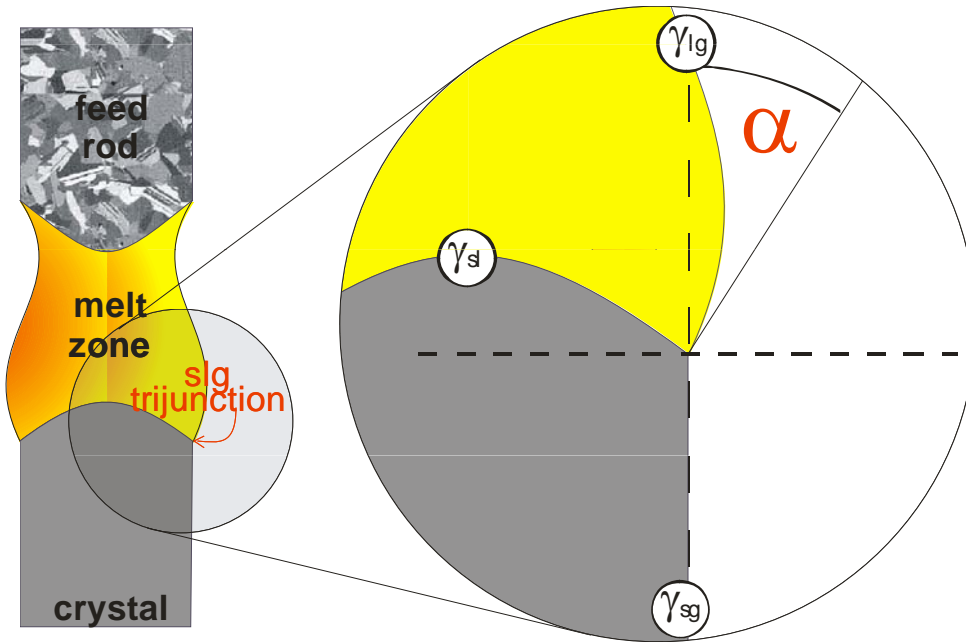 feed
rod
melt
zone
slg
trijunction
crystal
γlg
α
γsl
γsg